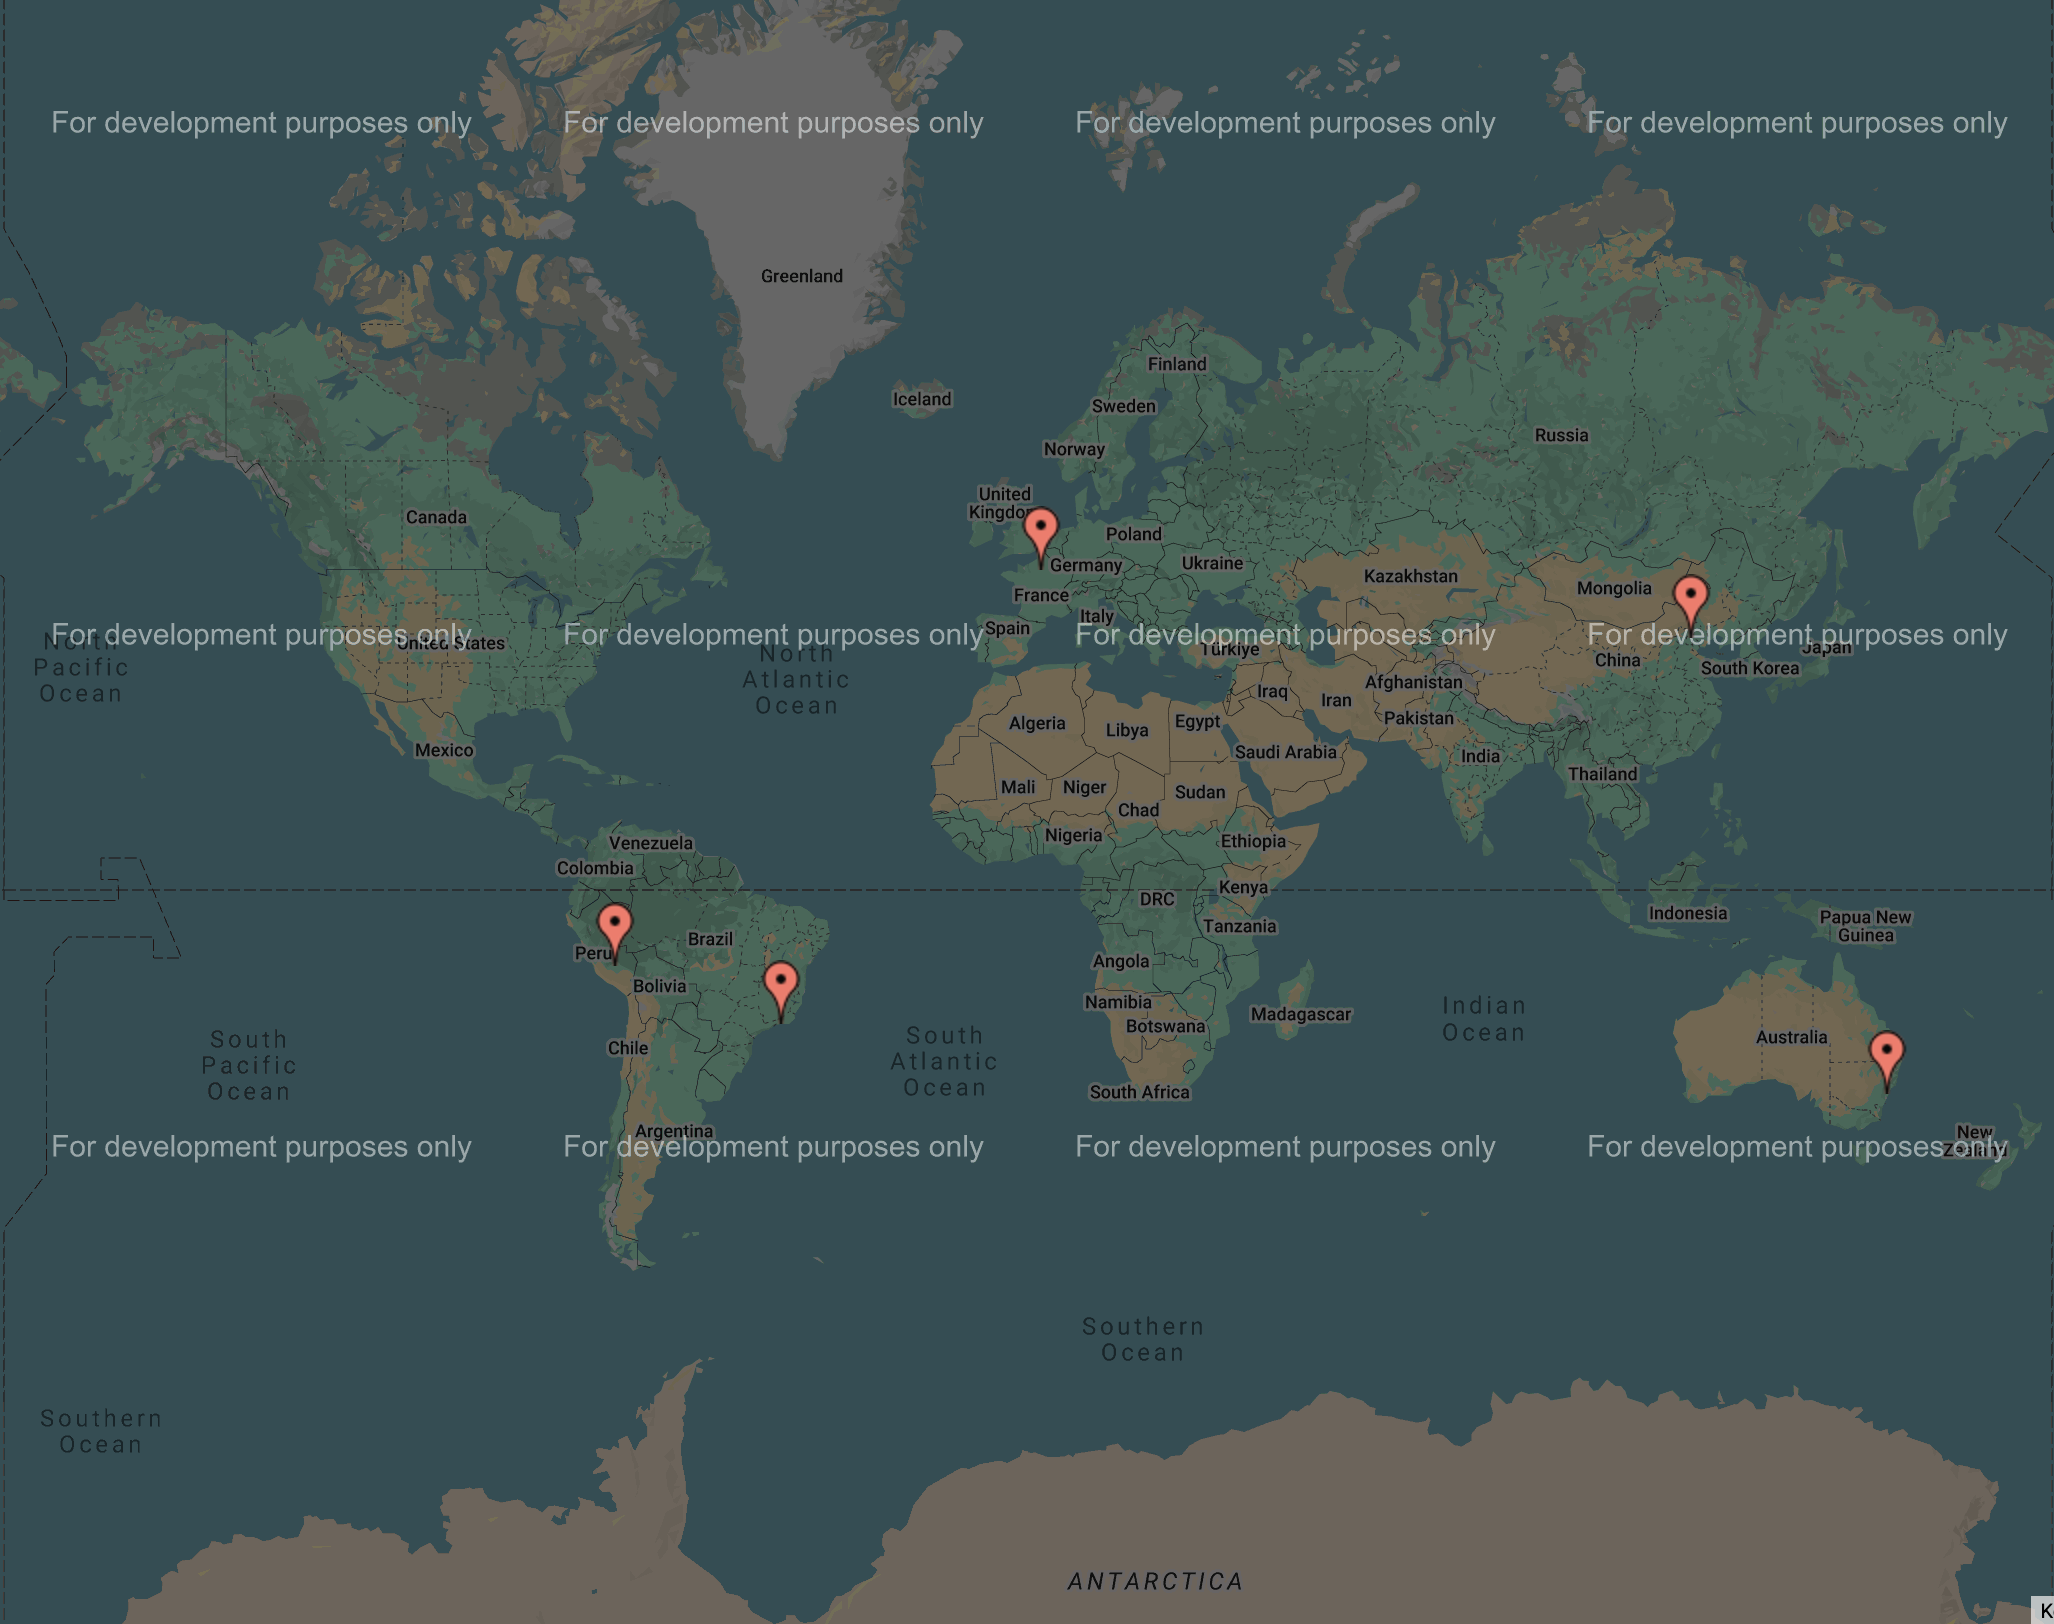 For development purposes only
For development purposes only
For development purposes only
For development purposes only
Greenland
Finland
Iceland
Sweden
Russia
Norway
United
Kingdom
Canada
Poland
Ukraine
Germany
Kazakhstan
Mongolia
France
Italy
Spain
For development purposes only
For development purposes only
For development purposes only
For development purposes only
North
Pacific
Ocean
United States
North
Atlantic
Ocean
Türkiye
Japan
China
South Korea
Afghanistan
Iraq
Iran
Pakistan
Algeria
Libya
Egypt
Mexico
Saudi Arabia
India
Thailand
Mali
Niger
Sudan
Chad
Nigeria
Ethiopia
Venezuela
Colombia
Kenya
DRC
Indonesia
Papua New
Guinea
Tanzania
Brazil
Peru
Angola
Bolivia
Namibia
Madagascar
Botswana
Indian
Ocean
Australia
South
Pacific
Ocean
Chile
South
Atlantic
Ocean
South Africa
Argentina
New
Zealand
For development purposes only
For development purposes only
For development purposes only
For development purposes only
Southern
Ocean
Southern
Ocean
ANTARCTICA
K